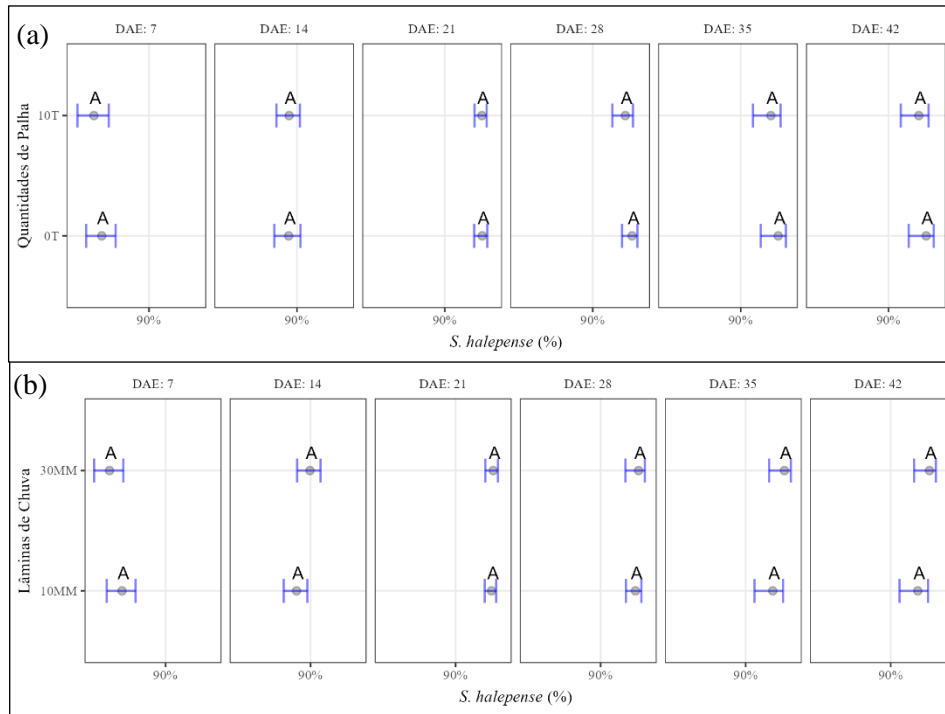 (a)
DAE: 7 DAE: 14 DAE: 21 DAE: 28 DAE: 35 DAE: 42
Quantidades de Palha
10T A A A A A A
0T A A A A A A
90% 90% 90% 90% 90% 90%
S. halepense (%)
(b)
DAE: 7 DAE: 14 DAE: 21 DAE: 28 DAE: 35 DAE: 42
Lâminas de Chuva
30MM A A A A A A
10MM A A A A A A
90% 90% 90% 90% 90% 90%
S. halepense (%)